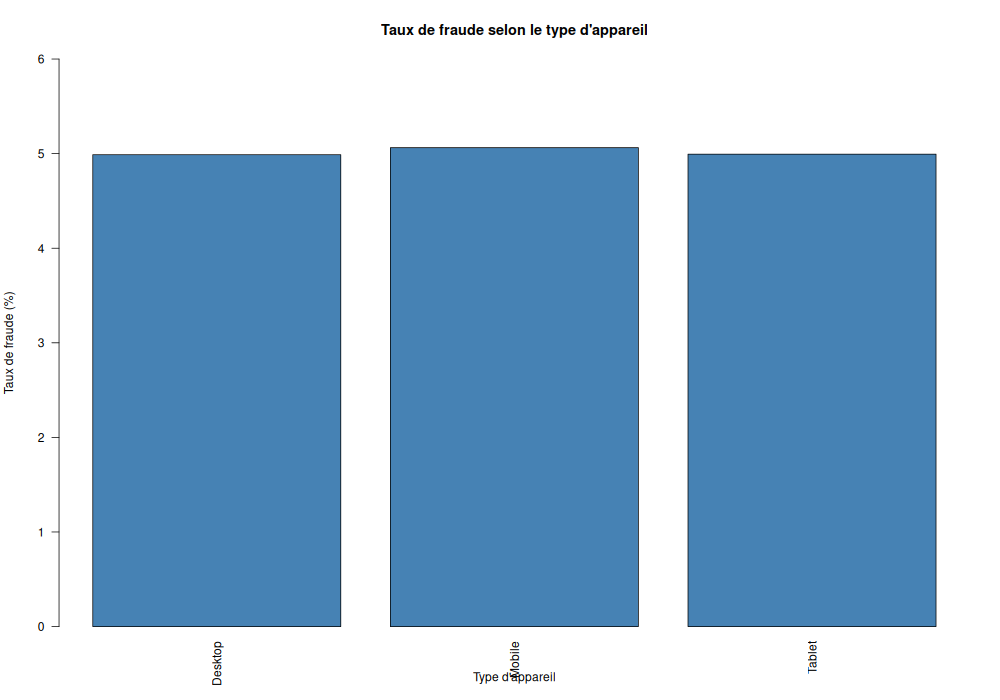 Taux de fraude selon le type d'appareil
6
5
4
3
2
1
0
Taux de fraude (%)
Desktop
Mobile
Tablet
Type d'appareil